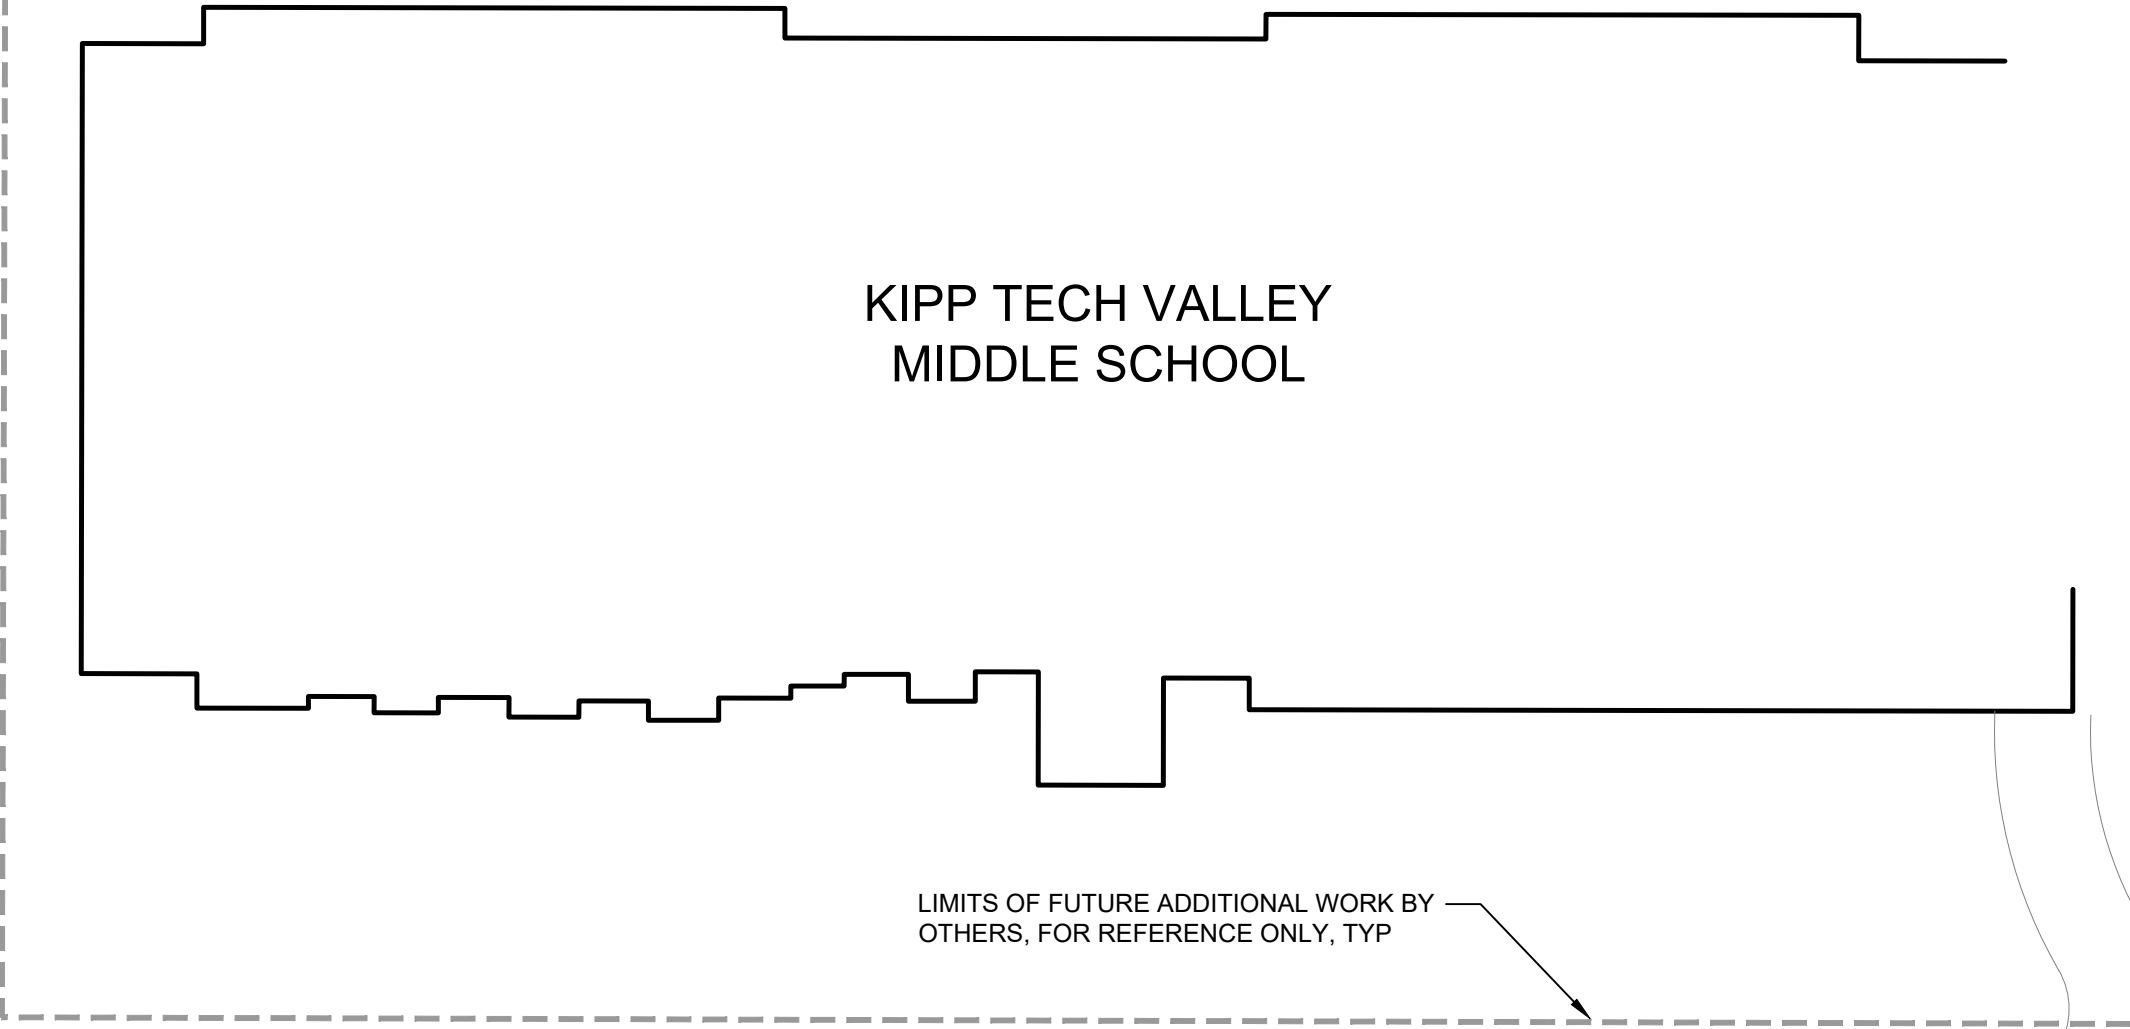 KIPP TECH VALLEY
MIDDLE SCHOOL
LIMITS OF FUTURE ADDITIONAL WORK BY
OTHERS, FOR REFERENCE ONLY, TYP